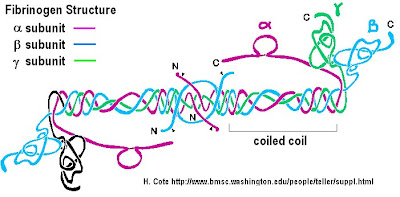 Fibrinogen Structure
α subunit
β subunit
γ subunit
α
γ
C
β
C
C
C
N
N
N
N
coiled coil
H. Cote http://www.bmsc.washington.edu/people/teller/suppl.html